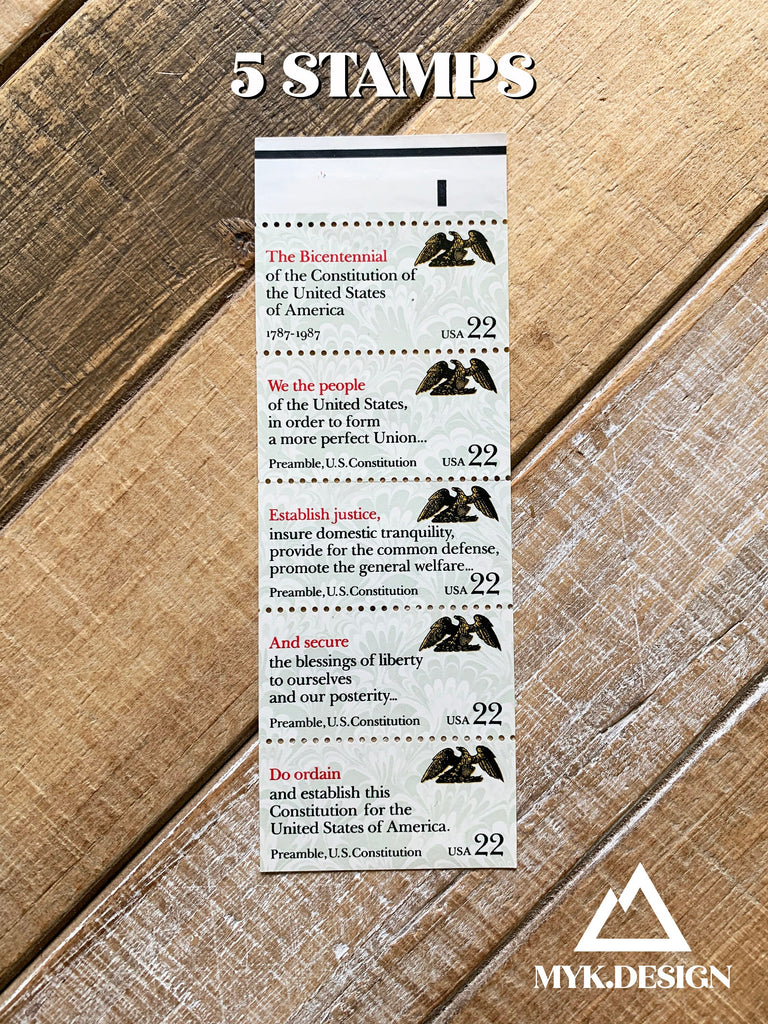 5 STAMPS
The Bicentennial
of the Constitution of
the United States
of America
1787-1987
USA 22
We the people
of the United States,
in order to form
a more perfect Union...
Preamble, U.S. Constitution
USA 22
Establish justice,
insure domestic tranquility,
provide for the common defense,
promote the general welfare...
Preamble, U.S. Constitution
USA 22
And secure
the blessings of liberty
to ourselves
and our posterity...
Preamble, U.S. Constitution
USA 22
Do ordain
and establish this
Constitution for the
United States of America.
Preamble, U.S. Constitution
USA 22
MYK.DESIGN